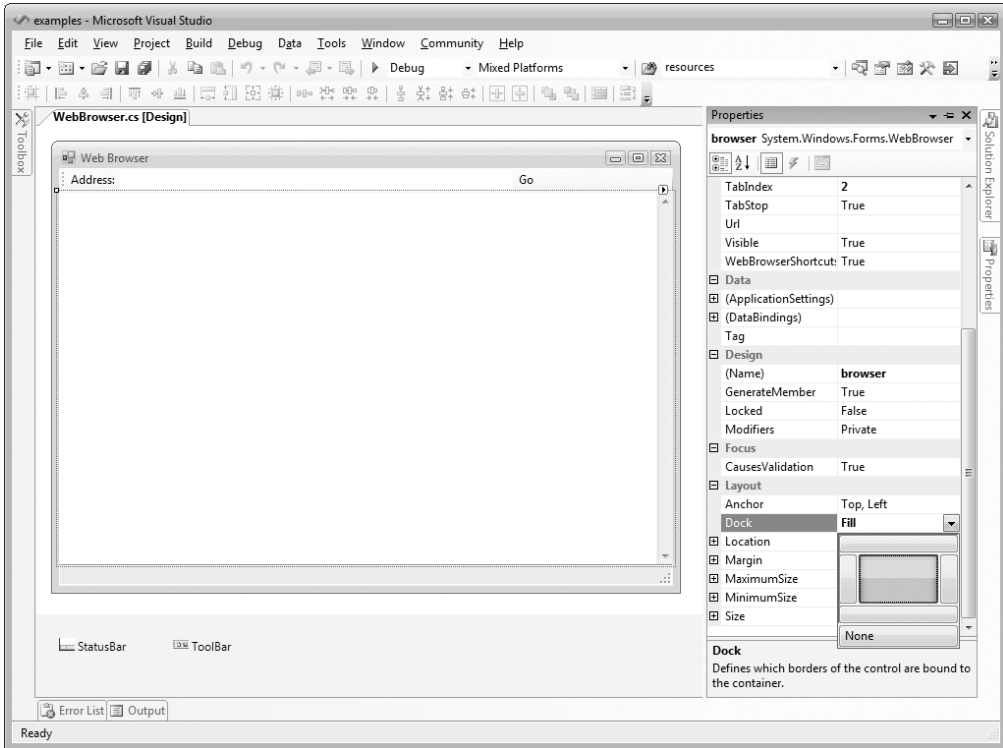 examples - Microsoft Visual Studio
File Edit View Project Build Debug Data Tools Window Community Help
Debug Mixed Platforms resources
Toolbox
WebBrowser.cs [Design]
Web Browser
Address: Go
StatusBar ToolBar
Properties
browser System.Windows.Forms.WebBrowser
TabIndex 2
TabStop True
Url
Visible True
WebBrowserShortcut: True
Data
(ApplicationSettings)
(DataBindings)
Tag
Design
(Name) browser
GenerateMember True
Locked False
Modifiers Private
Focus
CausesValidation True
Layout
Anchor Top, Left
Dock Fill
Location
Margin
MaximumSize
MinimumSize
Size
None
Dock
Defines which borders of the control are bound to
the container.
Solution Explorer
Properties
Error List Output
Ready